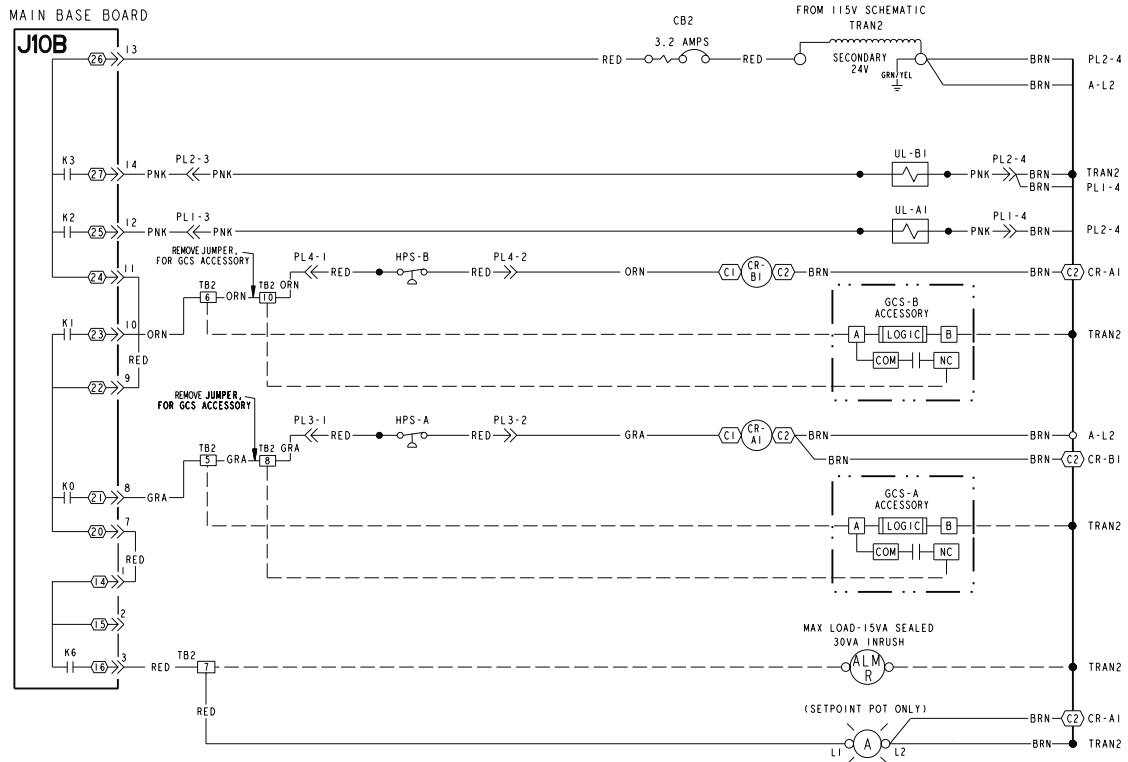 MAIN BASE BOARD
J10B
FROM 115V SCHEMATIC
TRAN2
CB2
3.2 AMPS
26 13 RED RED SECONDARY BRN PL2-4
24V
GRN/YEL
BRN A-L2
K3 27 14 PNK PL2-3 PNK UL-B1 PNK PL2-4 BRN TRAN2
BRN PL1-4
K2 25 12 PNK PL1-3 PNK UL-A1 PNK PL1-4 BRN PL2-4
REMOVE JUMPER,
FOR GCS ACCESSORY
24 11 PL4-1 RED HPS-B RED PL4-2 ORN C1 CR-B1 C2 BRN C2 CR-A1
TB2 6 ORN TB2 10 ORN
GCS-B
ACCESSORY
K1 23 10 ORN A LOGIC B TRAN2
RED
COM NC
22 9
REMOVE JUMPER,
FOR GCS ACCESSORY
PL3-1 RED HPS-A RED PL3-2 GRA C1 CR-A1 C2 BRN A-L2
TB2 5 GRA TB2 8 GRA BRN BRN C2 CR-B1
K0 21 8 GRA
GCS-A
ACCESSORY
20 7 A LOGIC B TRAN2
RED
COM NC
14 1
15 2
MAX LOAD-15VA SEALED
30VA INRUSH
K6 16 3 RED TB2 7 ALM R TRAN2
RED
(SETPOINT POT ONLY)
BRN C2 CR-A1
L1 A L2 BRN TRAN2